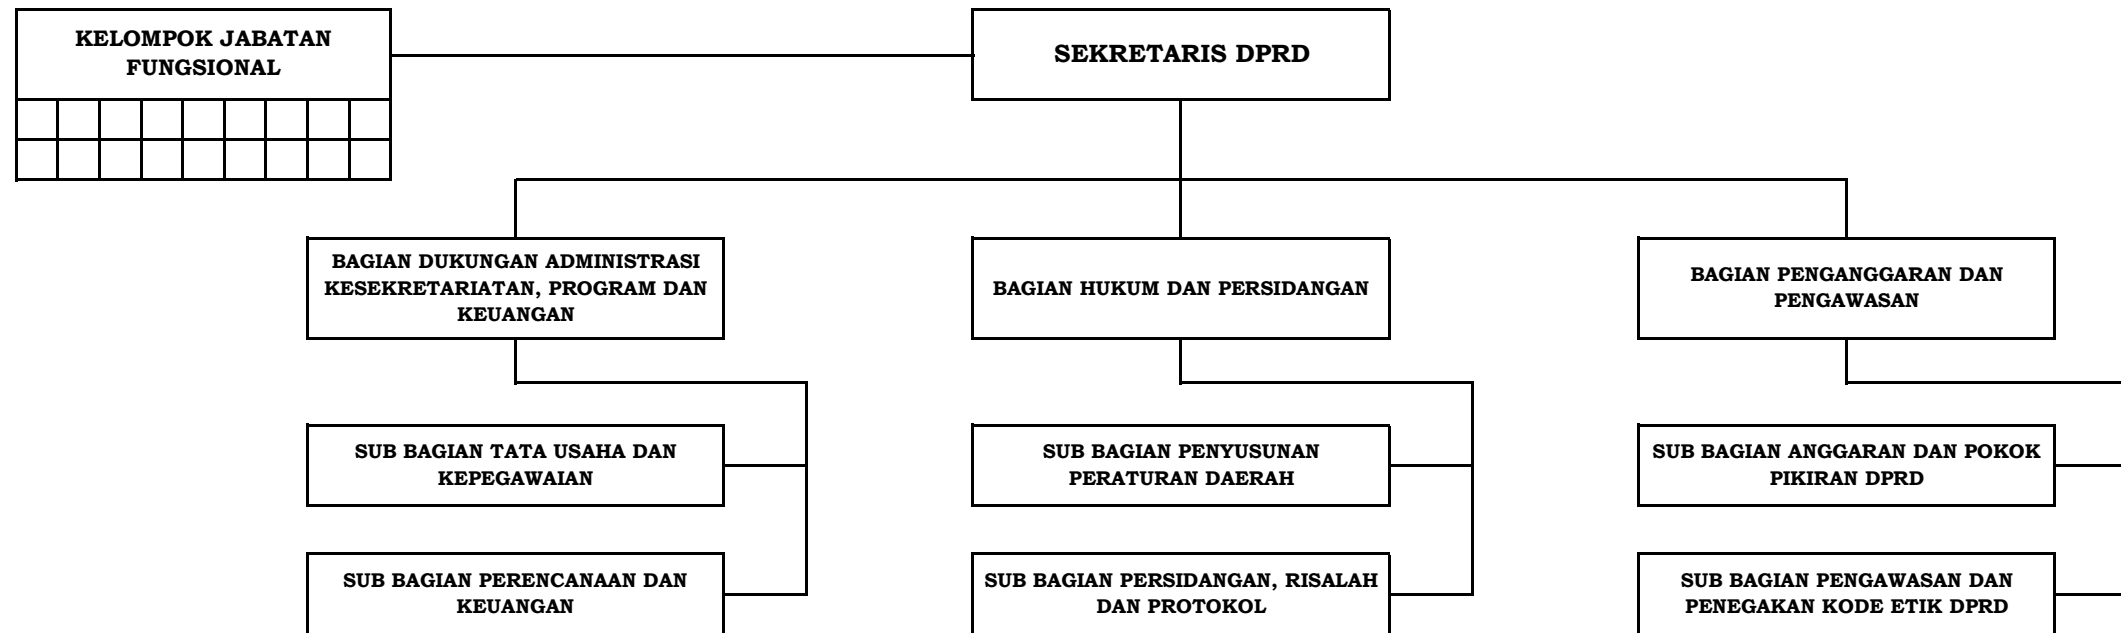 KELOMPOK JABATAN
FUNGSIONAL
SEKRETARIS DPRD
BAGIAN DUKUNGAN ADMINISTRASI
KESEKRETARIATAN, PROGRAM DAN
KEUANGAN
BAGIAN HUKUM DAN PERSIDANGAN
BAGIAN PENGANGGARAN DAN
PENGAWASAN
SUB BAGIAN TATA USAHA DAN
KEPEGAWAIAN
SUB BAGIAN PENYUSUNAN
PERATURAN DAERAH
SUB BAGIAN ANGGARAN DAN POKOK
PIKIRAN DPRD
SUB BAGIAN PERENCANAAN DAN
KEUANGAN
SUB BAGIAN PERSIDANGAN, RISALAH
DAN PROTOKOL
SUB BAGIAN PENGAWASAN DAN
PENEGAKAN KODE ETIK DPRD